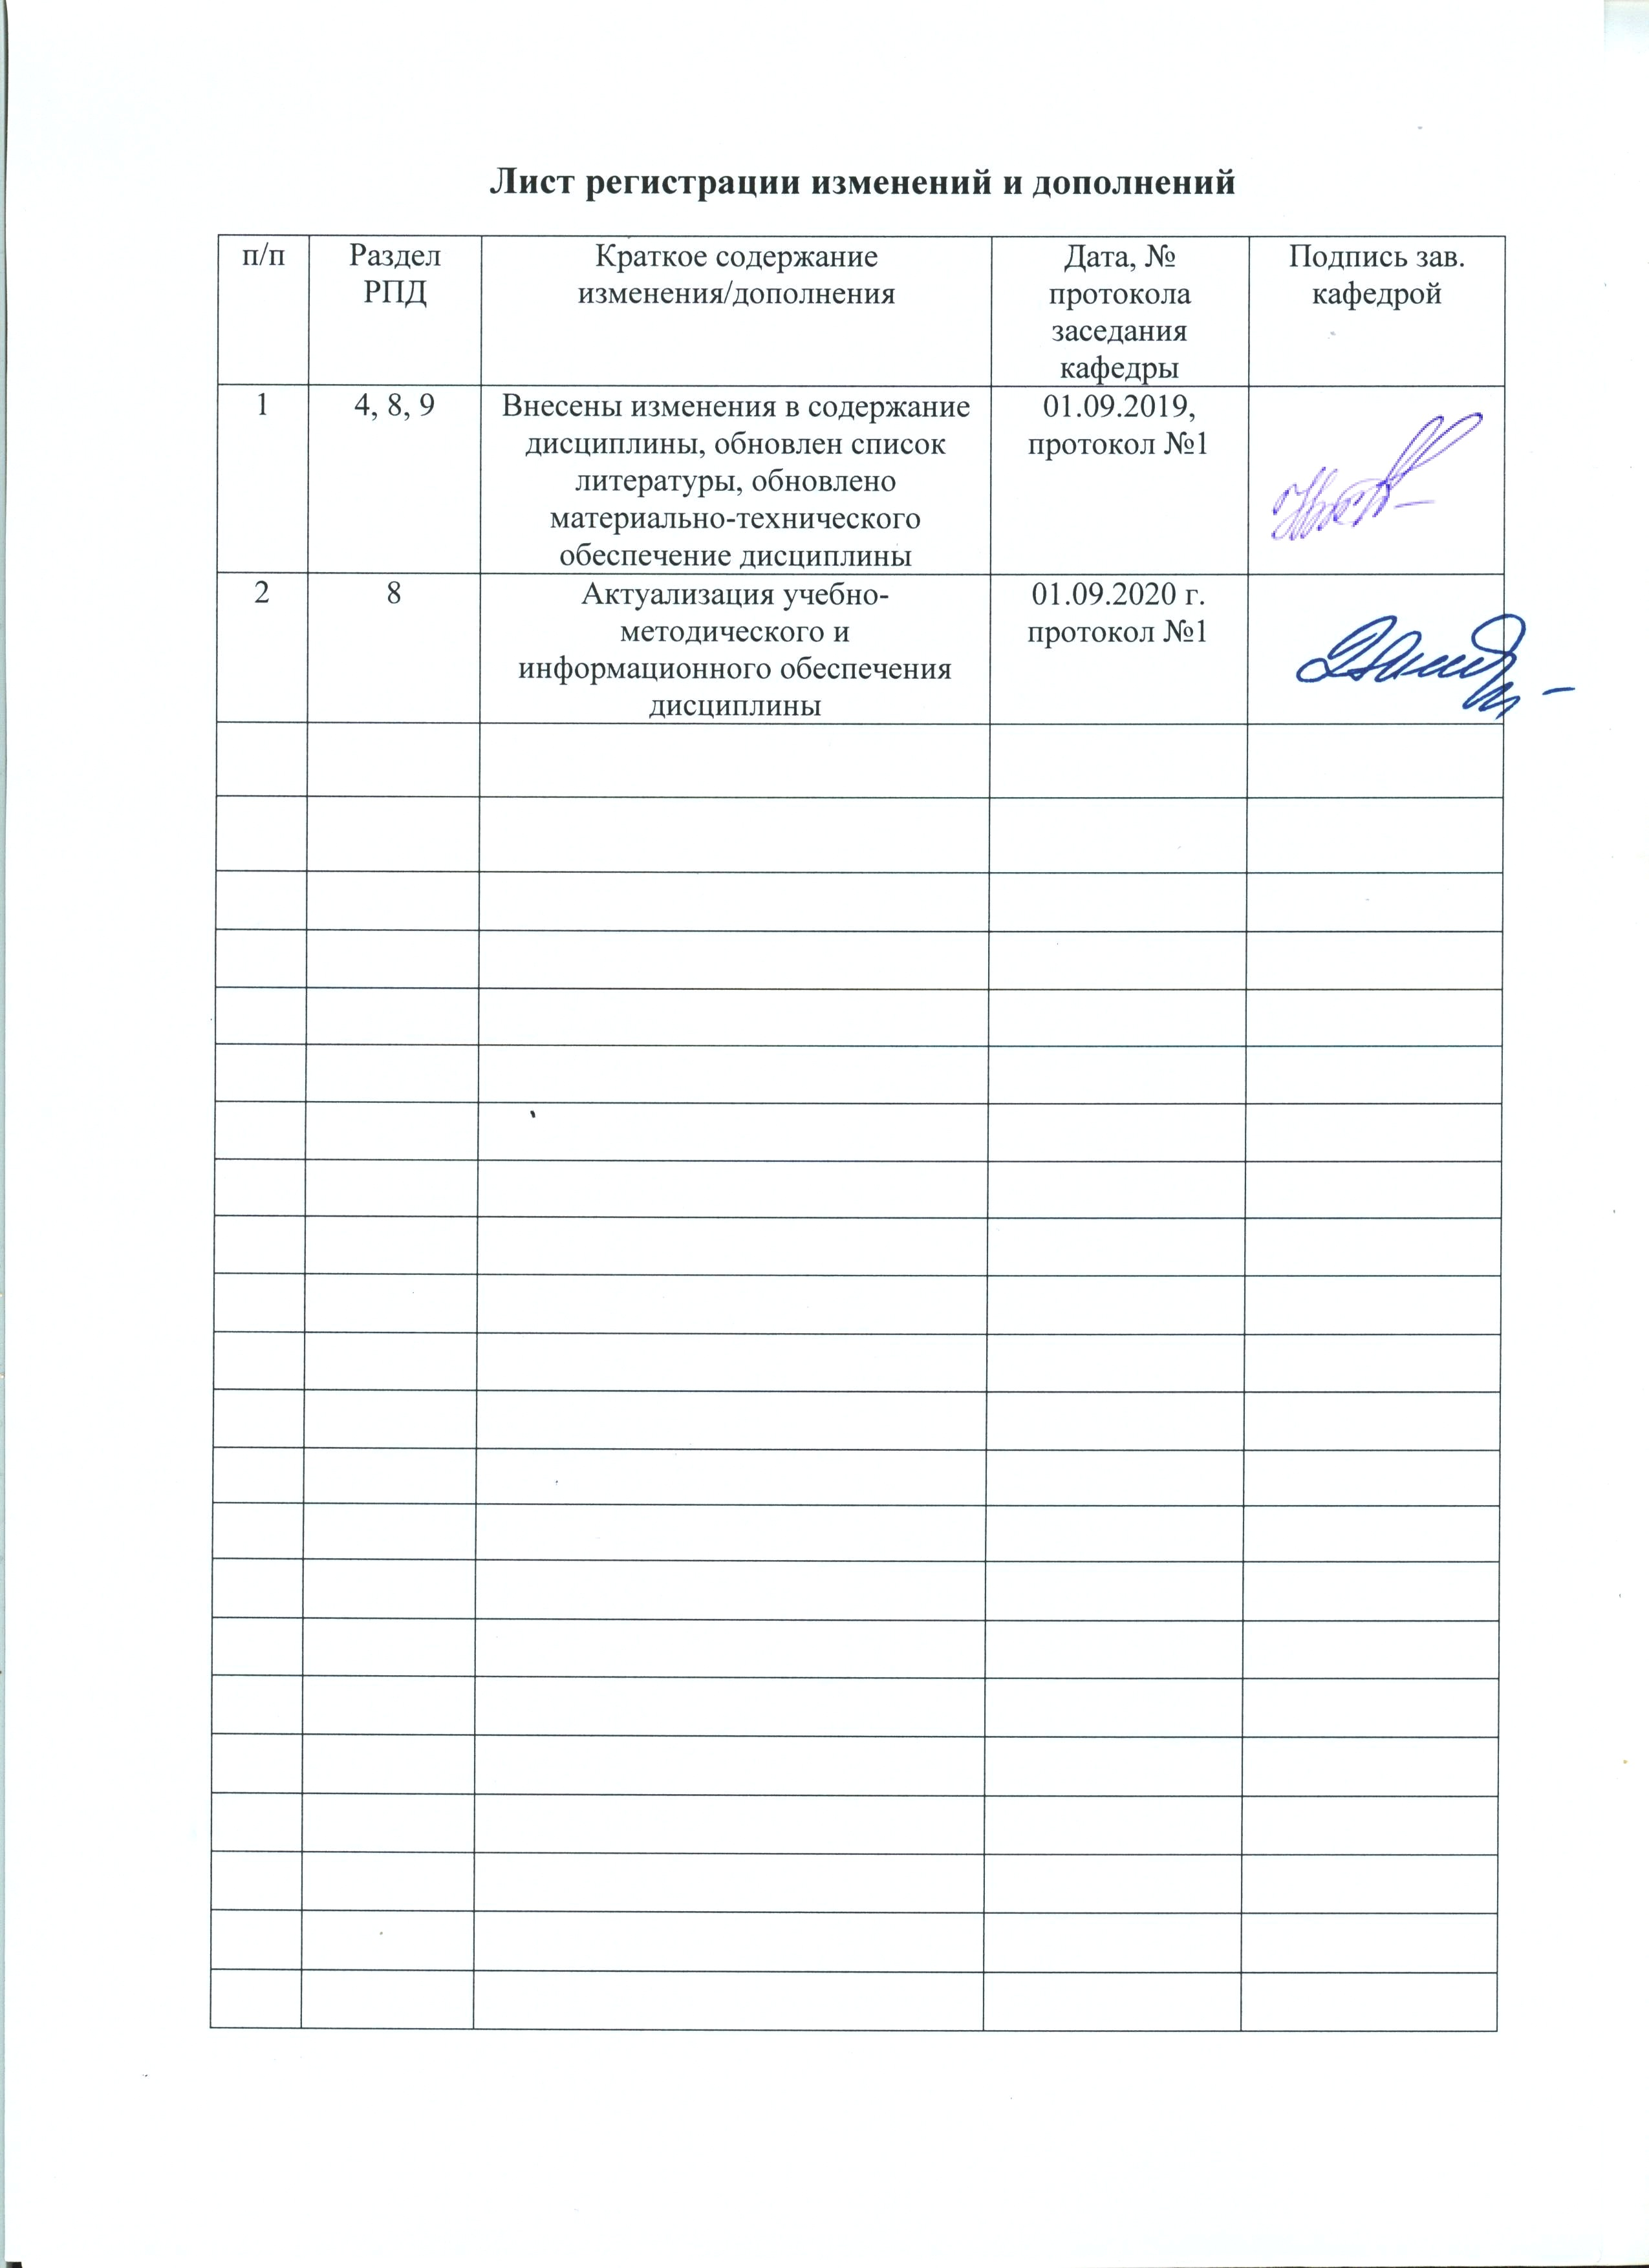 Лист регистрации изменений и дополнений
п/п
Раздел
РПД
Краткое содержание
изменения/дополнения
Дата, №
протокола
заседания
кафедры
Подпись зав.
кафедрой
1
4, 8, 9
Внесены изменения в содержание
дисциплины, обновлен список
литературы, обновлено
материально-технического
обеспечение дисциплины
01.09.2019,
протокол №1
2
8
Актуализация учебно-
методического и
информационного обеспечения
дисциплины
01.09.2020 г.
протокол №1